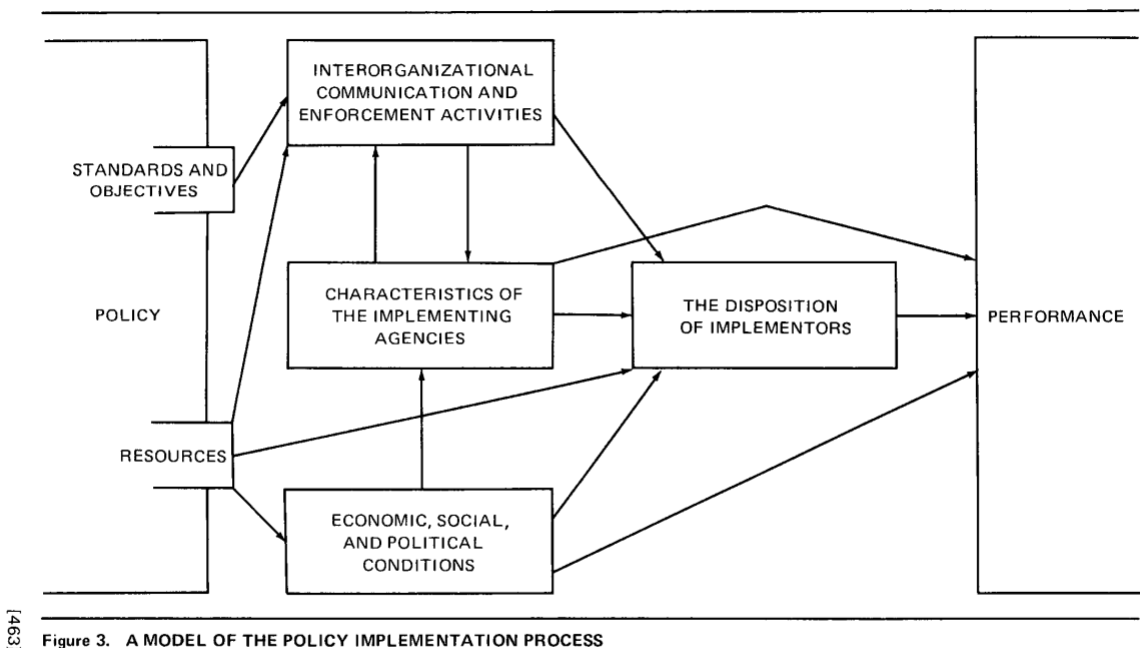 INTERORGANIZATIONAL
COMMUNICATION AND
ENFORCEMENT ACTIVITIES
STANDARDS AND
OBJECTIVES
CHARACTERISTICS OF
THE IMPLEMENTING
AGENCIES
THE DISPOSITION
OF IMPLEMENTORS
POLICY
PERFORMANCE
RESOURCES
ECONOMIC, SOCIAL,
AND POLITICAL
CONDITIONS
[463]
Figure 3. A MODEL OF THE POLICY IMPLEMENTATION PROCESS